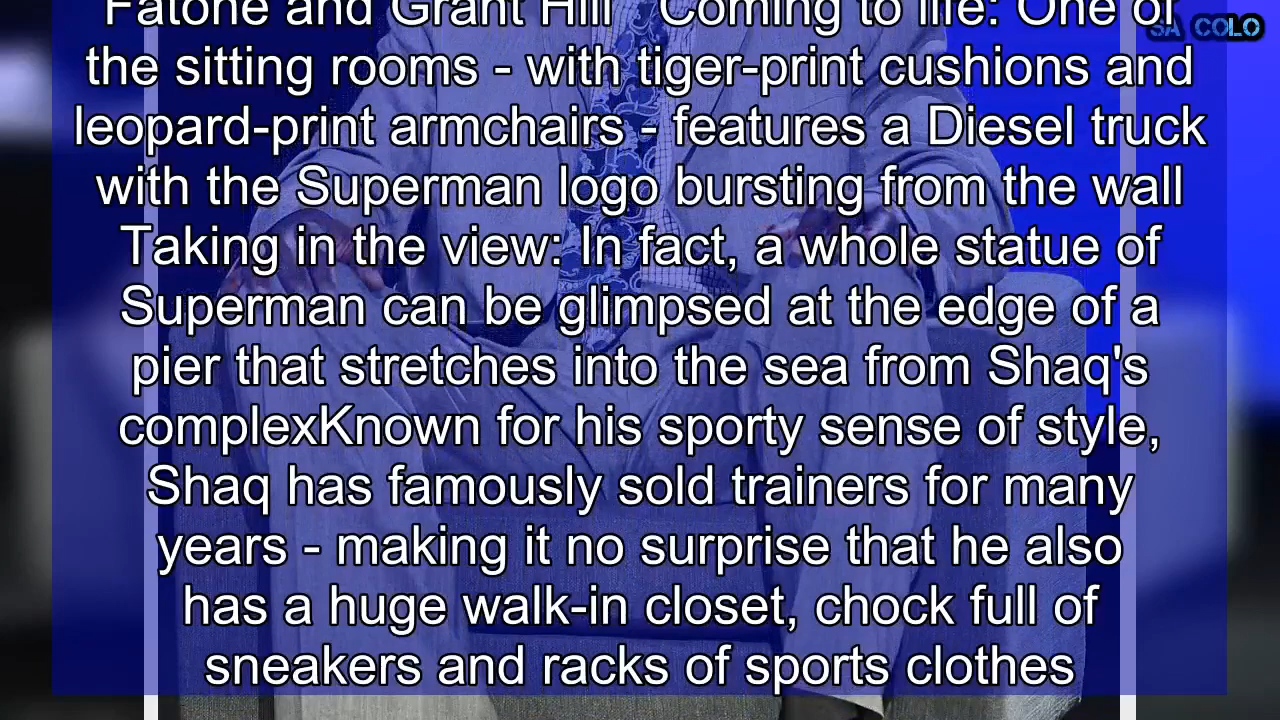 Fatone and Grant Hill Coming to life: One of
the sitting rooms - with tiger-print cushions and
leopard-print armchairs - features a Diesel truck
with the Superman logo bursting from the wall
Taking in the view: In fact, a whole statue of
Superman can be glimpsed at the edge of a
pier that stretches into the sea from Shaq's
complexKnown for his sporty sense of style,
Shaq has famously sold trainers for many
years - making it no surprise that he also
has a huge walk-in closet, chock full of
sneakers and racks of sports clothes
SA COLO